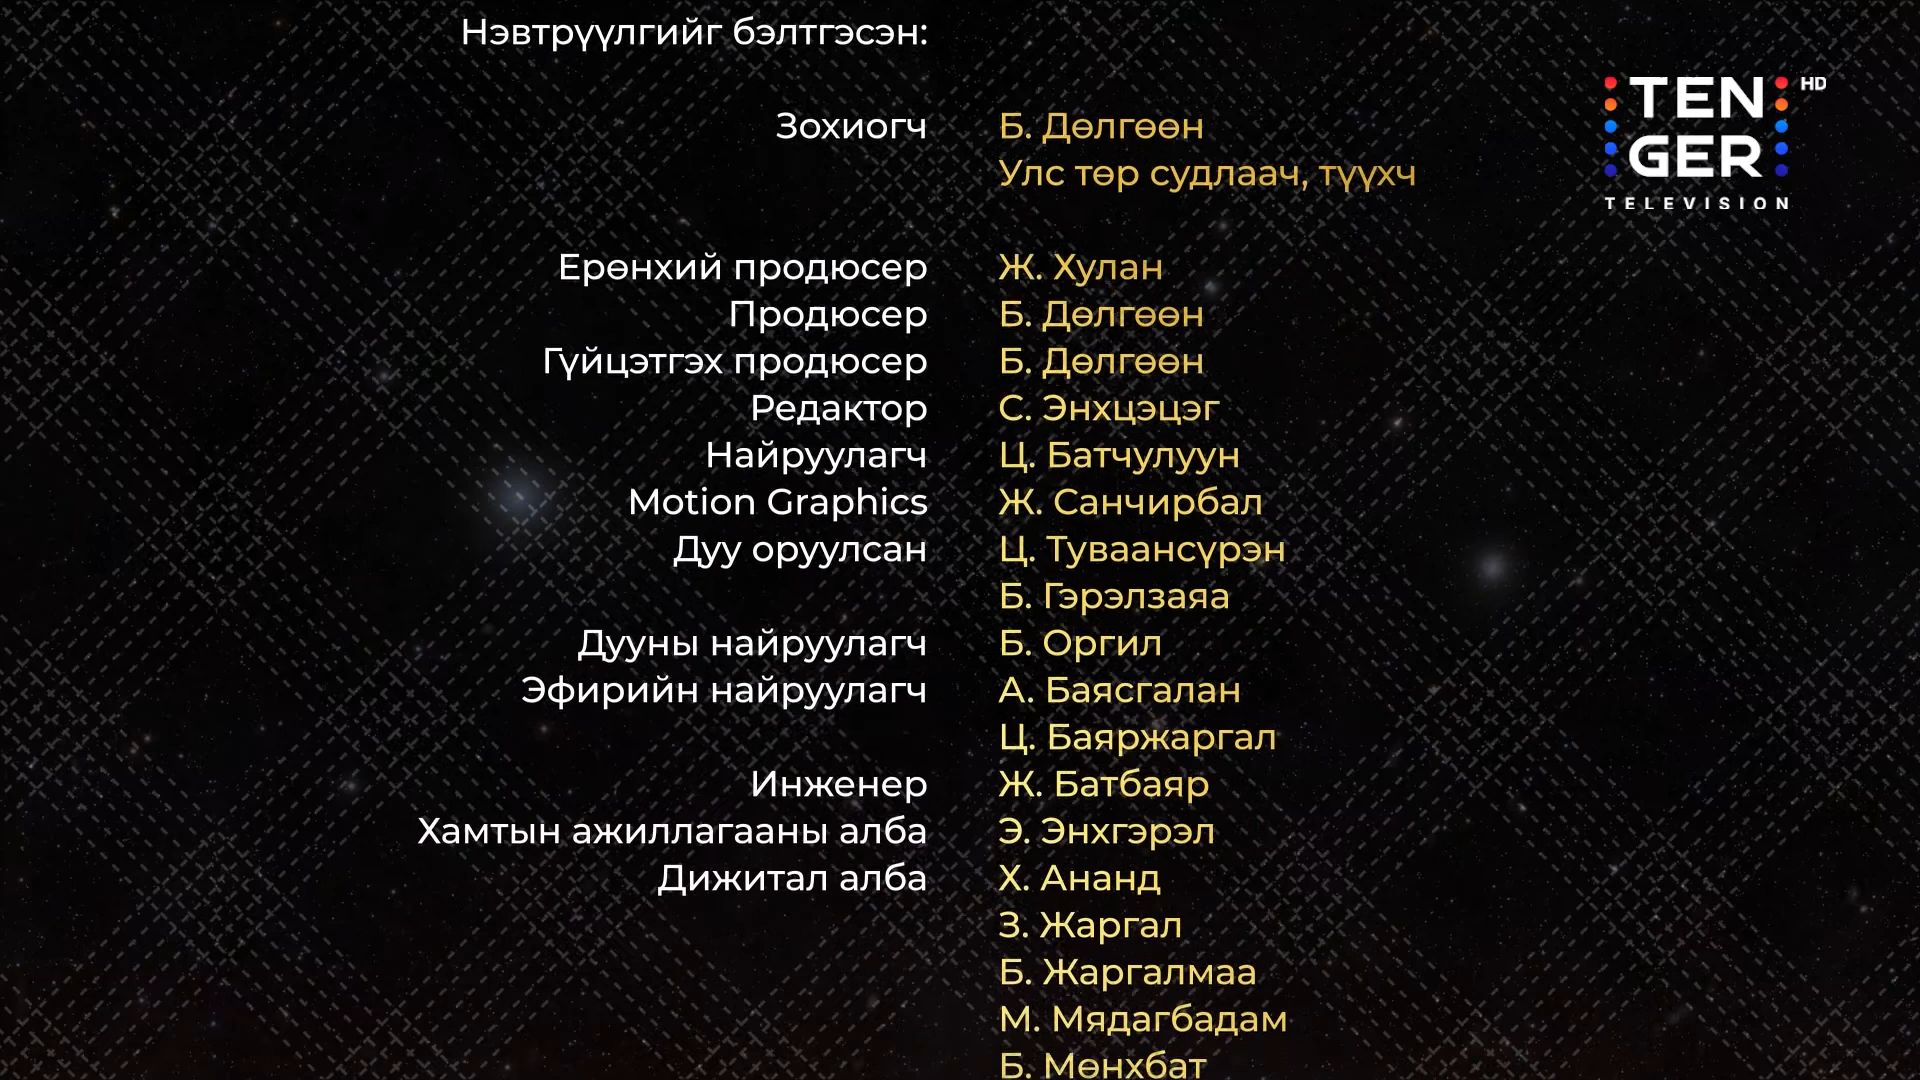 Нэвтрүүлгийг бэлтгэсэн:
Зохиогч Б. Дөлгөөн
Улс төр судлаач, түүхч
Ерөнхий продюсер Ж. Хулан
Продюсер Б. Дөлгөөн
Гүйцэтгэх продюсер Б. Дөлгөөн
Редактор С. Энхцэцэг
Найруулагч Ц. Батчулуун
Motion Graphics Ж. Санчирбал
Дуу оруулсан Ц. Туваансүрэн
Б. Гэрэлзаяа
Дууны найруулагч Б. Оргил
Эфирийн найруулагч А. Баясгалан
Ц. Баяржаргал
Инженер Ж. Батбаяр
Хамтын ажиллагааны алба Э. Энхгэрэл
Дижитал алба Х. Ананд
З. Жаргал
Б. Жаргалмаа
М. Мядагбадам
Б. Мөнхбат
TEN HD
GER
TELEVISION